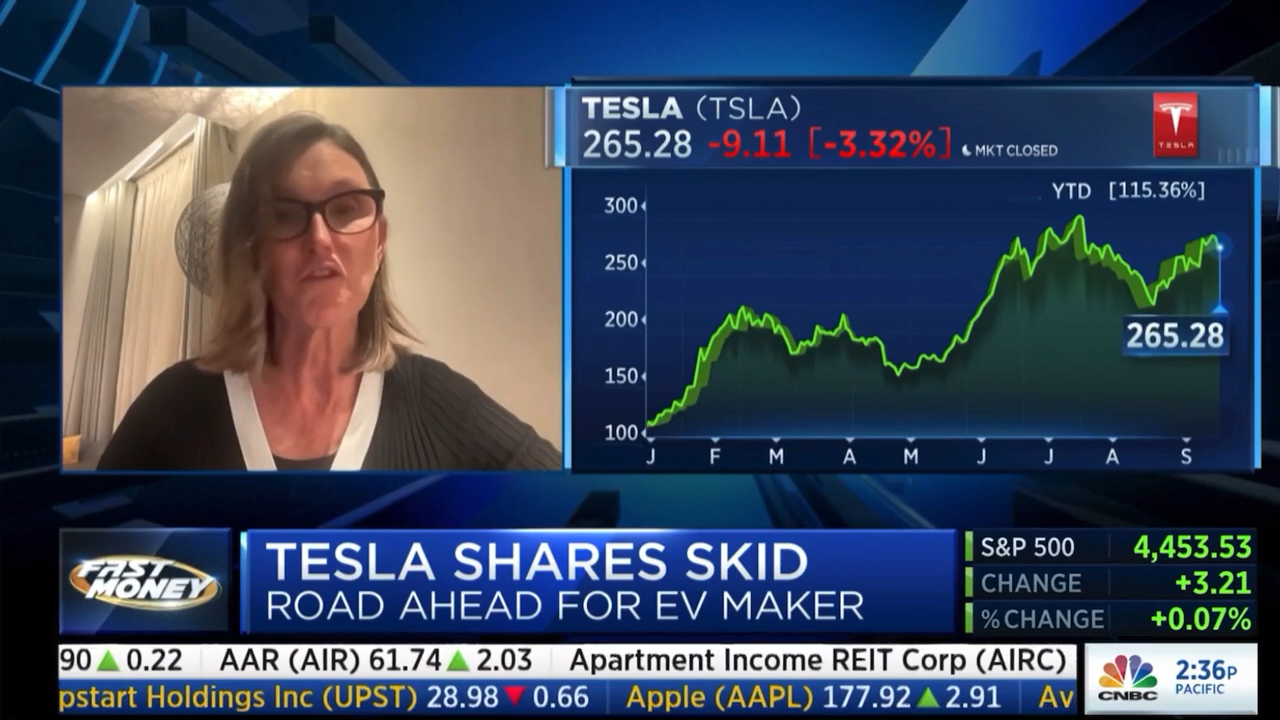 TESLA (TSLA)
265.28 -9.11 [-3.32%] MKT CLOSED
TESLA
YTD [115.36%]
300
250
200
150
100
265.28
J F M A M J J A S
FAST MONEY
TESLA SHARES SKID
ROAD AHEAD FOR EV MAKER
S&P 500 4,453.53
CHANGE +3.21
% CHANGE +0.07%
90 ▲ 0.22 AAR (AIR) 61.74 ▲ 2.03 Apartment Income REIT Corp (AIRC)
pstart Holdings Inc (UPST) 28.98 ▼ 0.66 Apple (AAPL) 177.92 ▲ 2.91 Av
CNBC
2:36P
PACIFIC